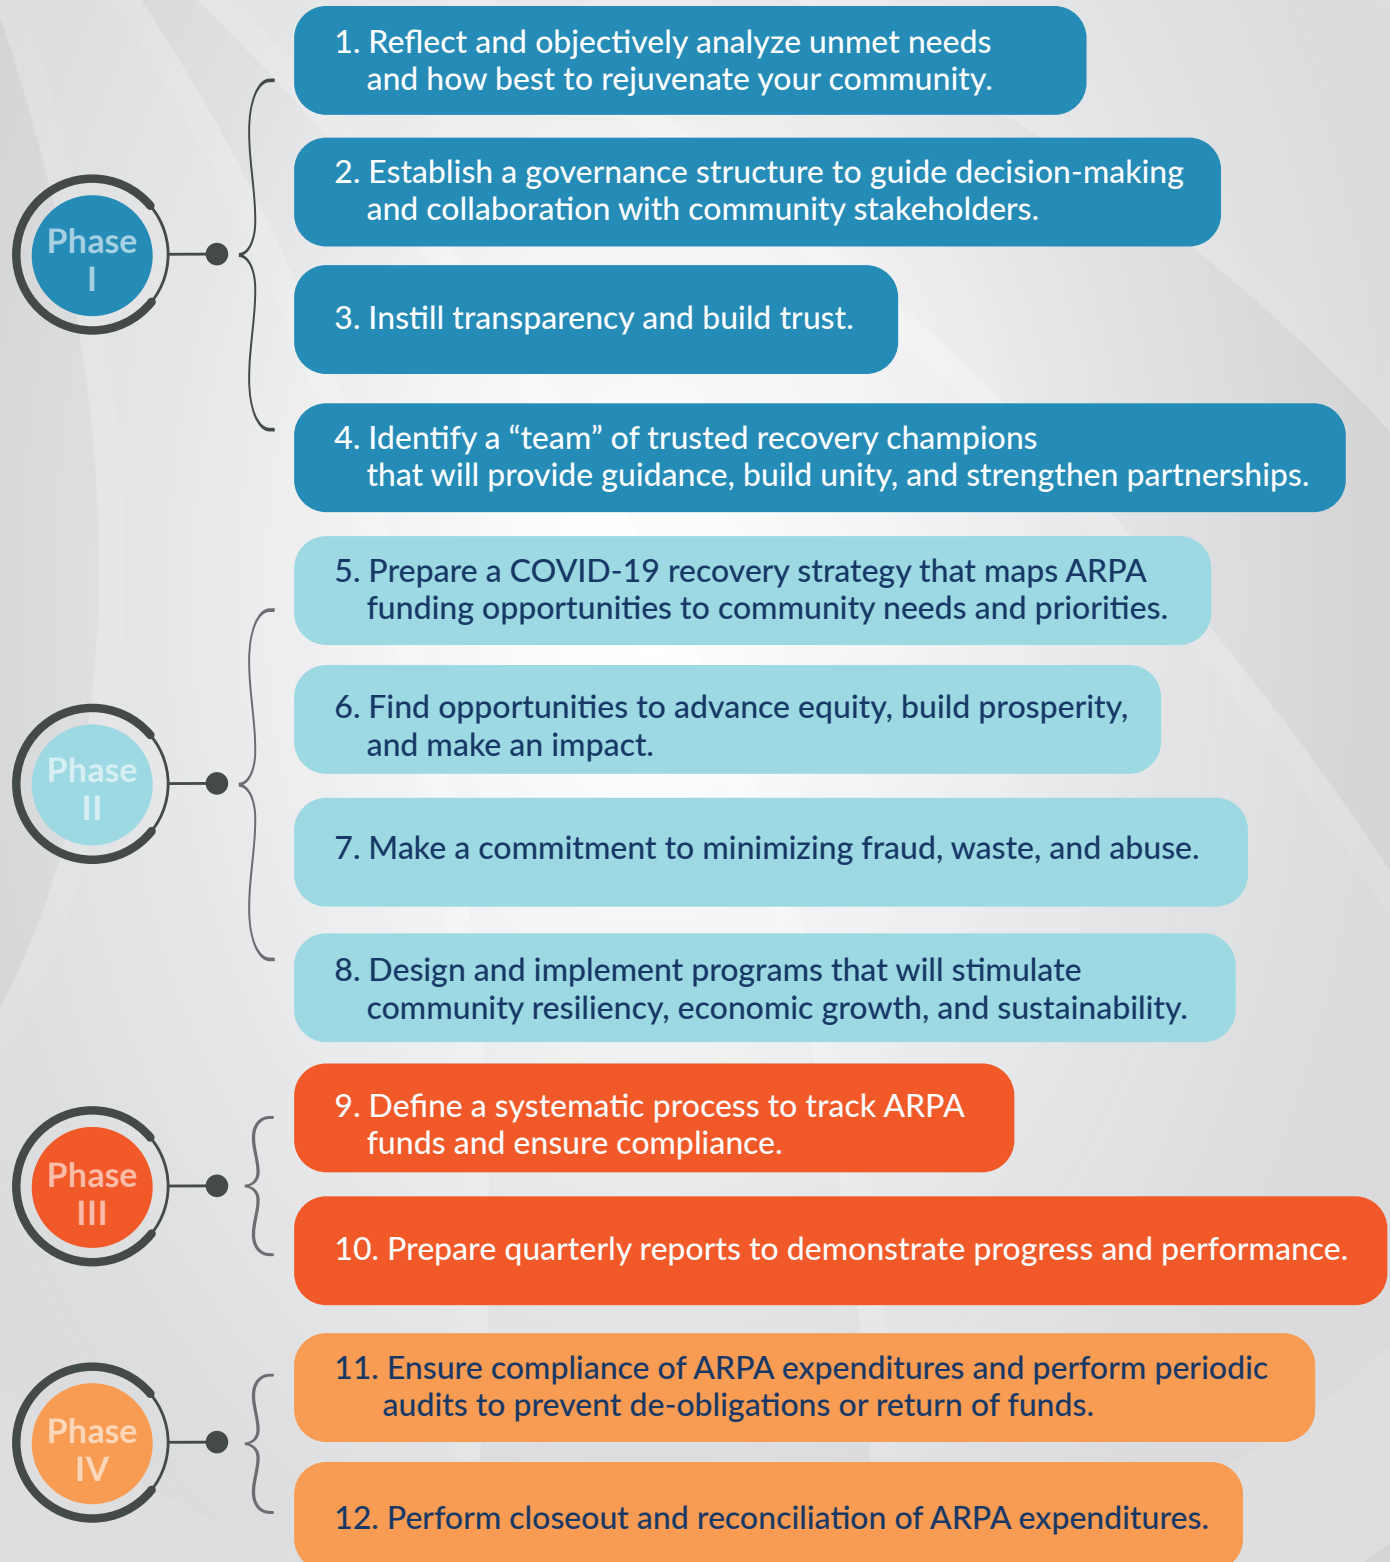 Phase
I
1. Reflect and objectively analyze unmet needs
and how best to rejuvenate your community.
2. Establish a governance structure to guide decision-making
and collaboration with community stakeholders.
3. Instill transparency and build trust.
4. Identify a “team” of trusted recovery champions
that will provide guidance, build unity, and strengthen partnerships.
Phase
II
5. Prepare a COVID-19 recovery strategy that maps ARPA
funding opportunities to community needs and priorities.
6. Find opportunities to advance equity, build prosperity,
and make an impact.
7. Make a commitment to minimizing fraud, waste, and abuse.
8. Design and implement programs that will stimulate
community resiliency, economic growth, and sustainability.
Phase
III
9. Define a systematic process to track ARPA
funds and ensure compliance.
10. Prepare quarterly reports to demonstrate progress and performance.
Phase
IV
11. Ensure compliance of ARPA expenditures and perform periodic
audits to prevent de-obligations or return of funds.
12. Perform closeout and reconciliation of ARPA expenditures.